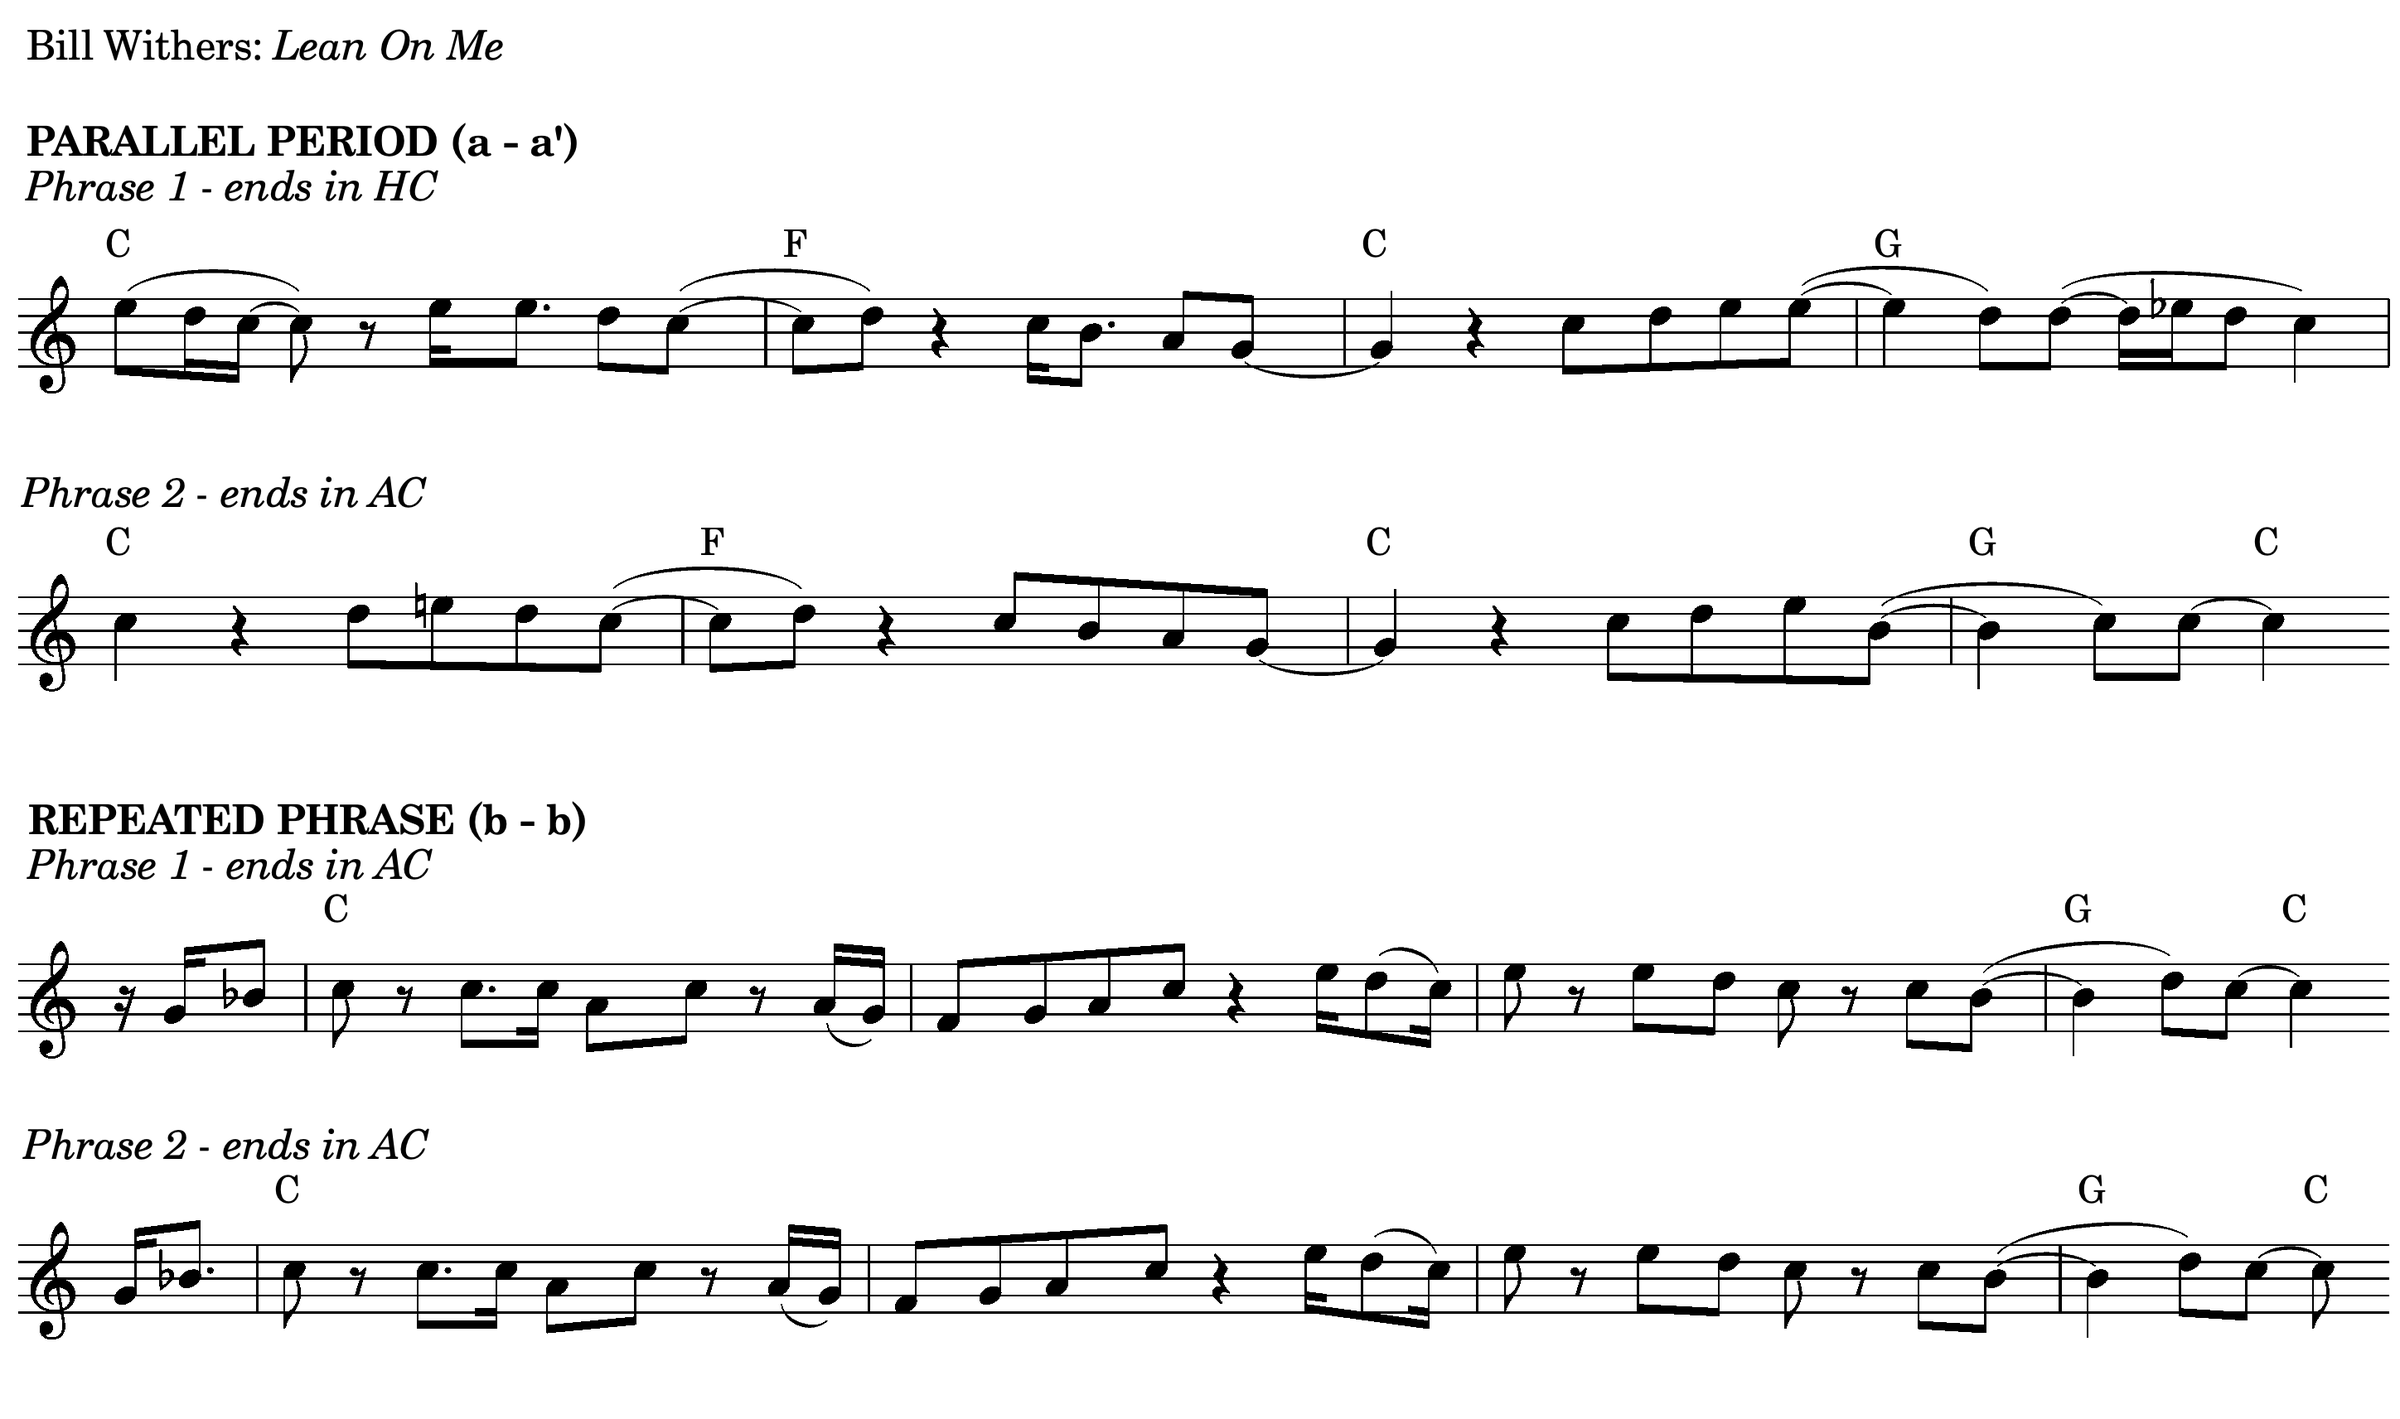 Bill Withers: Lean On Me
PARALLEL PERIOD (a - a')
Phrase 1 - ends in HC
C F C G
Phrase 2 - ends in AC
C F C G C
REPEATED PHRASE (b - b)
Phrase 1 - ends in AC
C G C
Phrase 2 - ends in AC
C G C